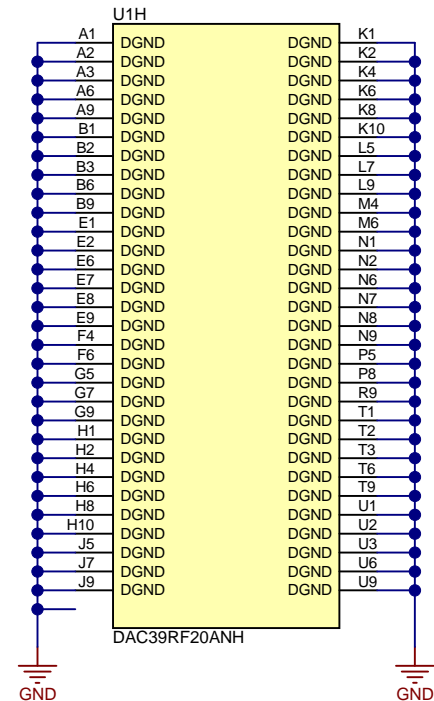 U1H
A1 DGND DGND K1
A2 DGND DGND K2
A3 DGND DGND K4
A6 DGND DGND K6
A9 DGND DGND K8
B1 DGND DGND K10
B2 DGND DGND L5
B3 DGND DGND L7
B6 DGND DGND L9
B9 DGND DGND M4
E1 DGND DGND M6
E2 DGND DGND N1
E6 DGND DGND N2
E7 DGND DGND N6
E8 DGND DGND N7
E9 DGND DGND N8
F4 DGND DGND N9
F6 DGND DGND P5
G5 DGND DGND P8
G7 DGND DGND R9
G9 DGND DGND T1
H1 DGND DGND T2
H2 DGND DGND T3
H4 DGND DGND T6
H6 DGND DGND T9
H8 DGND DGND U1
H10 DGND DGND U2
J5 DGND DGND U3
J7 DGND DGND U6
J9 DGND DGND U9
DAC39RF20ANH
GND GND